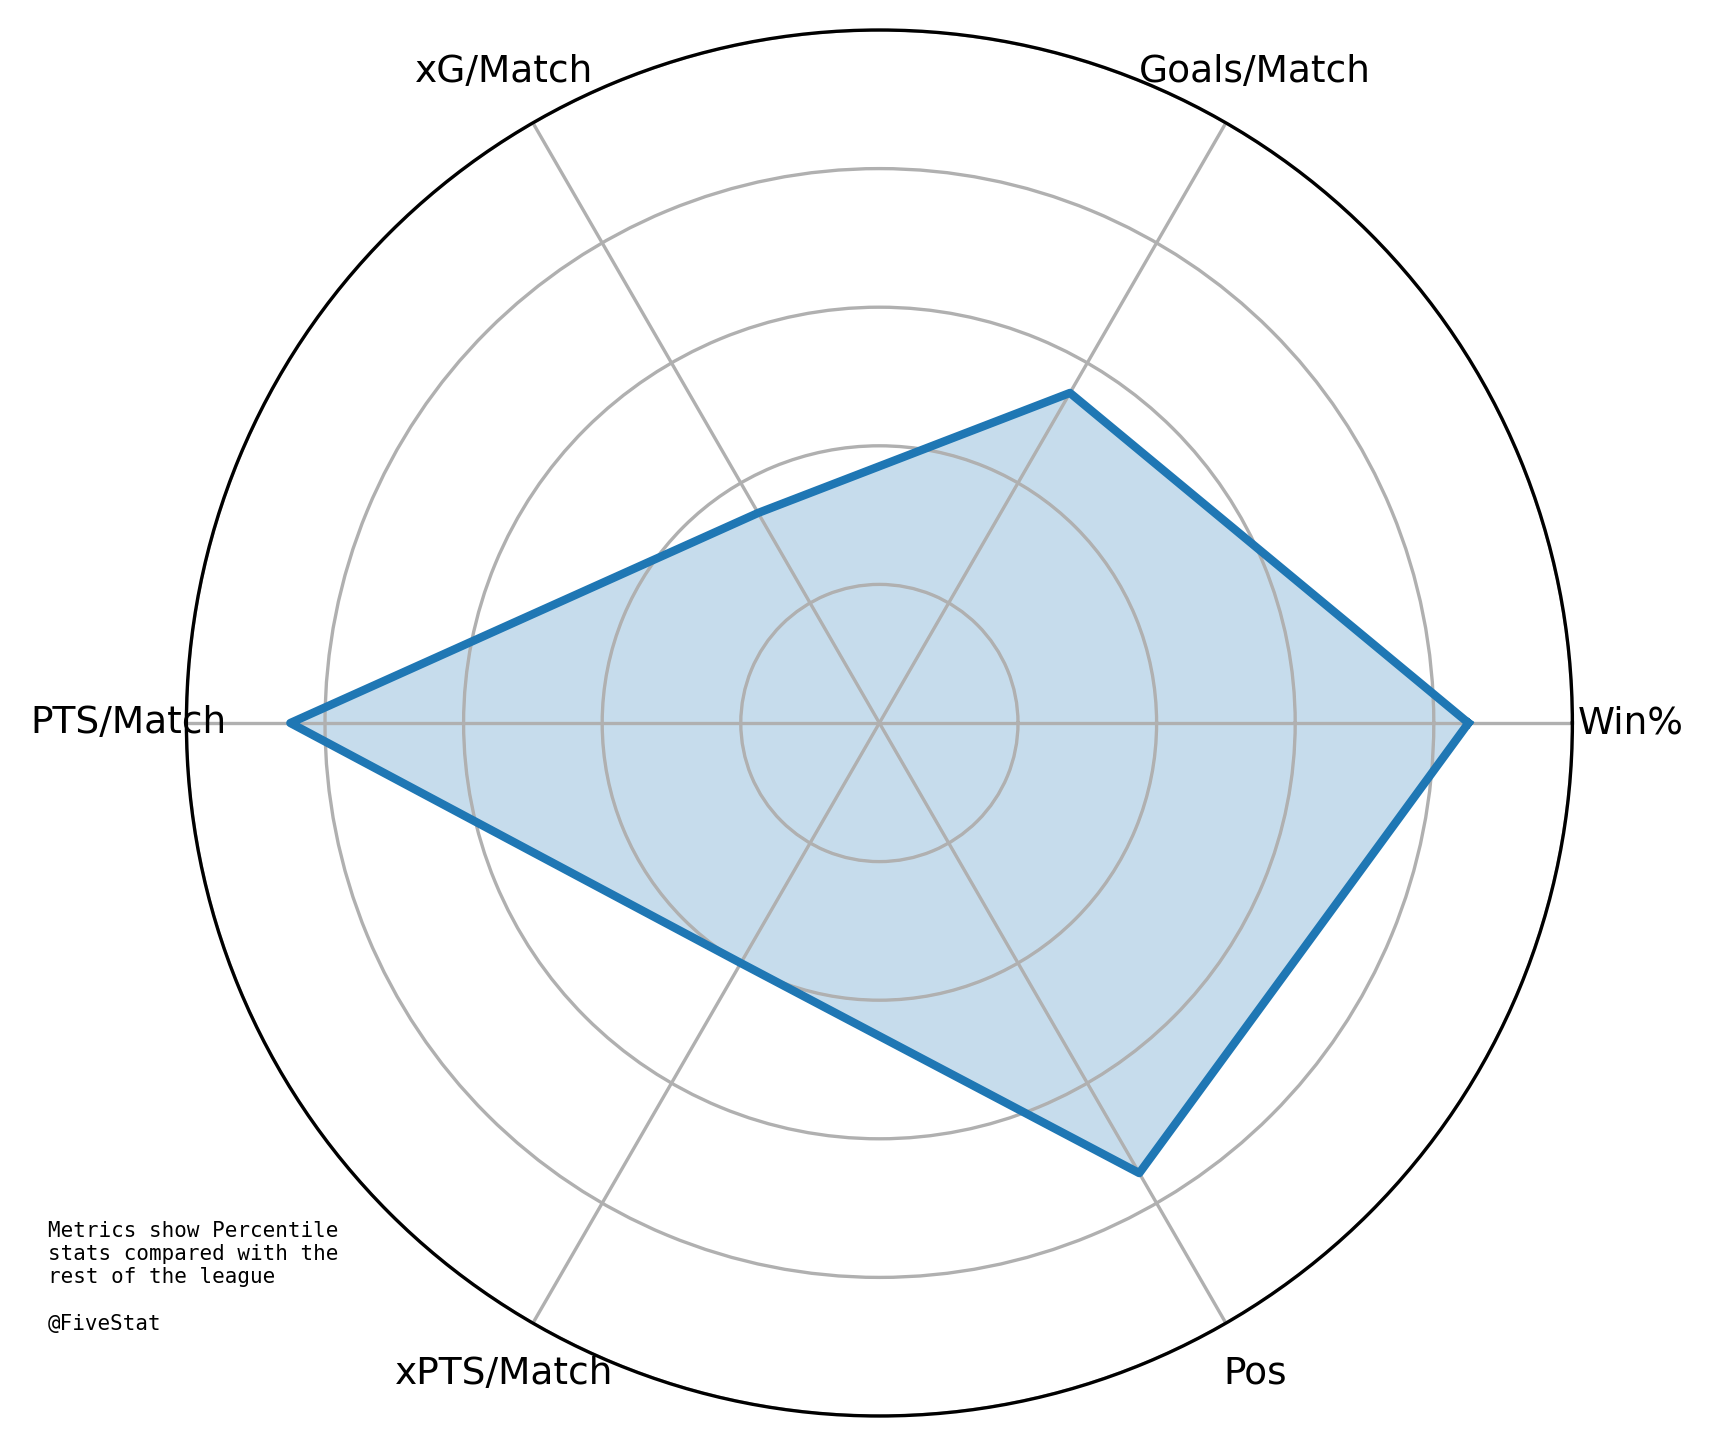 xG/Match
Goals/Match
PTS/Match
Win%
Metrics show Percentile
stats compared with the
rest of the league
@FiveStat
xPTS/Match
Pos